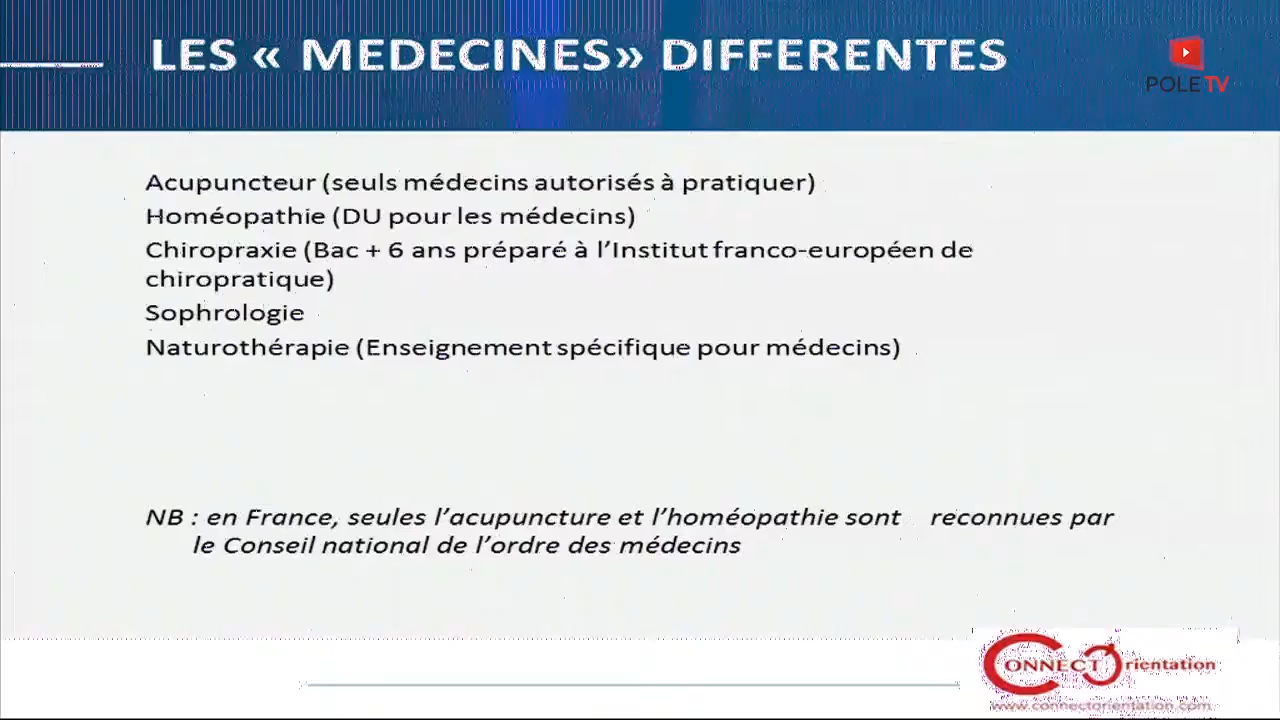 LES « MEDECINES» DIFFERENTES
POLE TV
Acupuncteur (seuls médecins autorisés à pratiquer)
Homéopathie (DU pour les médecins)
Chiropraxie (Bac + 6 ans préparé à l’Institut franco-européen de
chiropratique)
Sophrologie
Naturothérapie (Enseignement spécifique pour médecins)
NB : en France, seules l’acupuncture et l’homéopathie sont reconnues par
le Conseil national de l’ordre des médecins
CONNECT Orientation
www.connectorientation.com